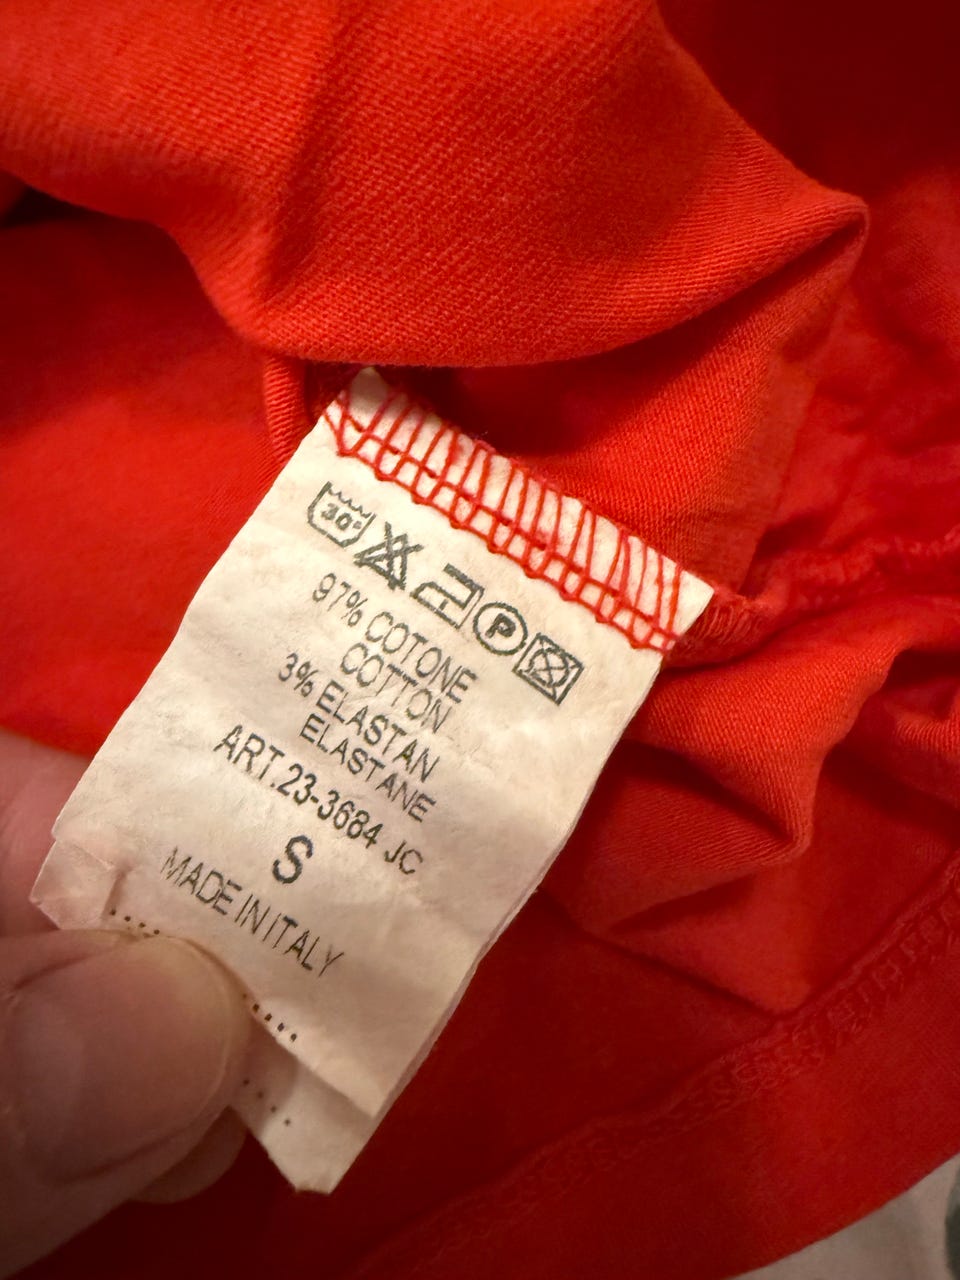 30° P
97% COTONE
COTTON
3% ELASTAN
ELASTANE
ART.23-3684 JC
S
MADE IN ITALY